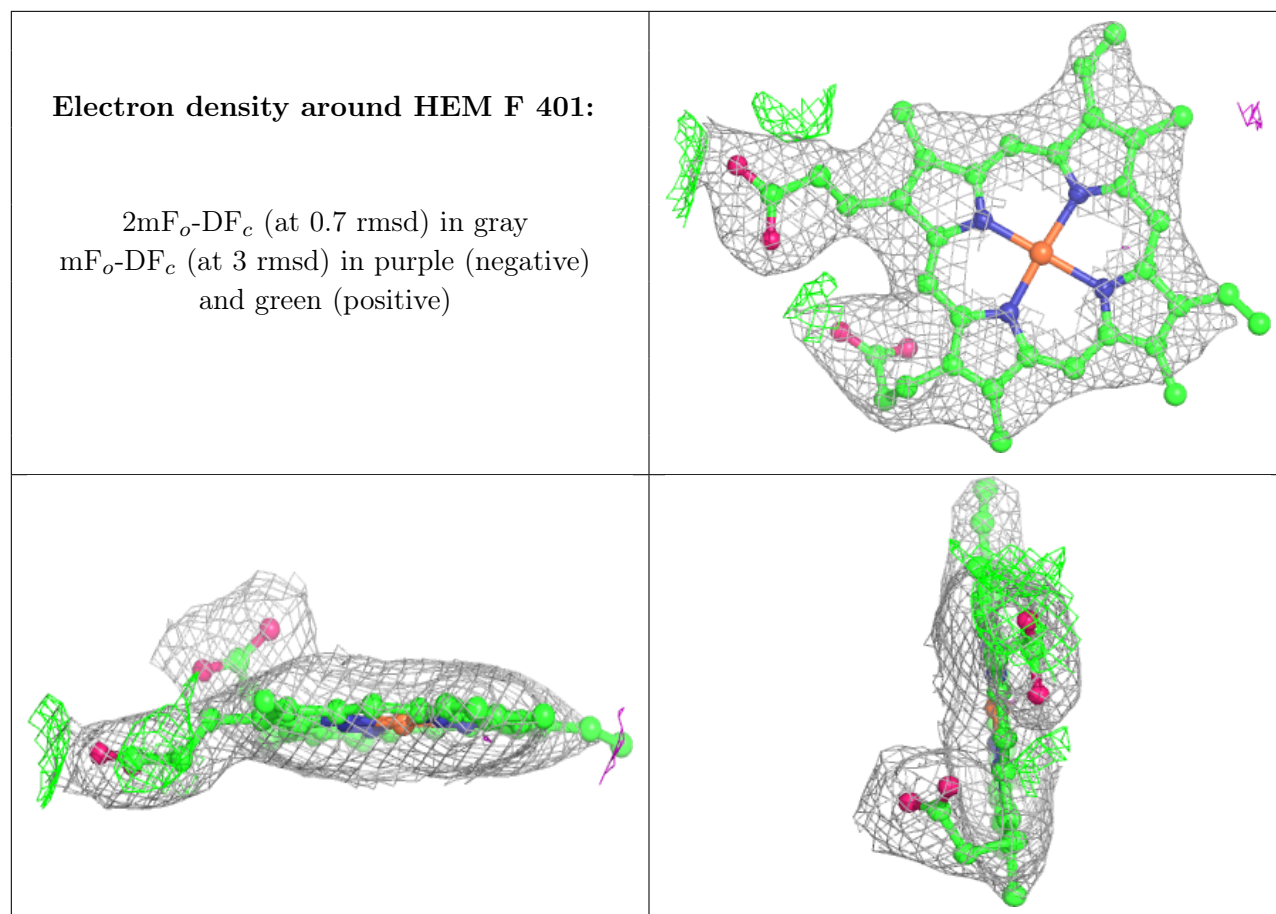 Electron density around HEM F 401:
2mFo-DFc (at 0.7 rmsd) in gray
mFo-DFc (at 3 rmsd) in purple (negative)
and green (positive)